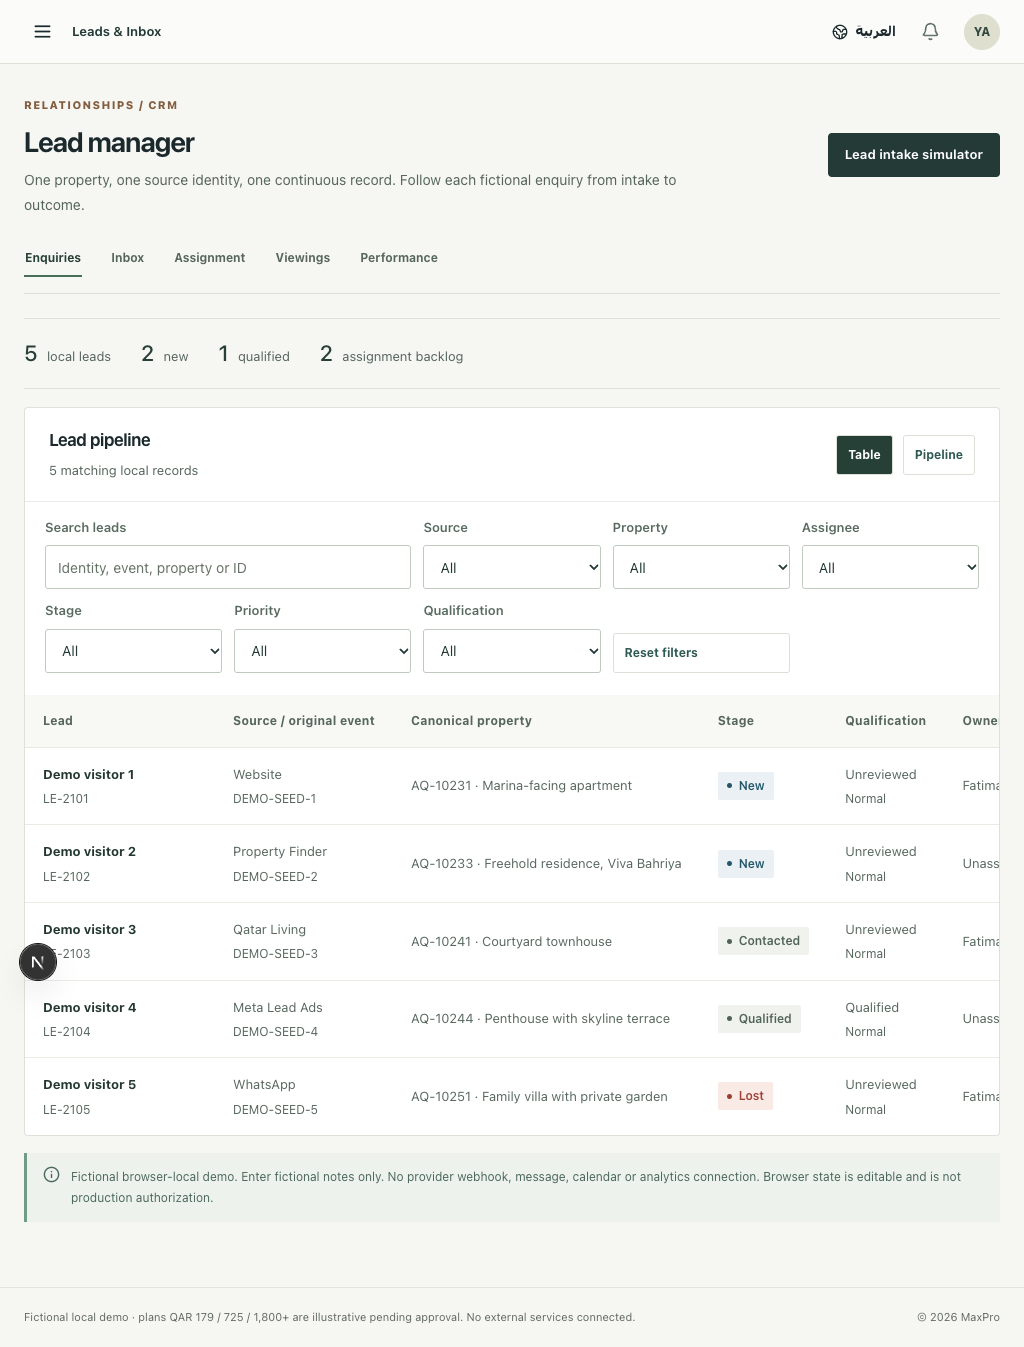 Leads & Inbox
العربية
YA
RELATIONSHIPS / CRM
Lead manager
Lead intake simulator
One property, one source identity, one continuous record. Follow each fictional enquiry from intake to
outcome.
Enquiries Inbox Assignment Viewings Performance
5 local leads 2 new 1 qualified 2 assignment backlog
Lead pipeline
5 matching local records
Table Pipeline
Search leads Source Property Assignee
Identity, event, property or ID All All All
Stage Priority Qualification
All All All Reset filters
Lead Source / original event Canonical property Stage Qualification
Demo visitor 1 Website Unreviewed
AQ-10231 · Marina-facing apartment New Fatima
LE-2101 DEMO-SEED-1 Normal
Demo visitor 2 Property Finder Unreviewed
AQ-10233 · Freehold residence, Viva Bahriya New Unass
LE-2102 DEMO-SEED-2 Normal
Demo visitor 3 Qatar Living Unreviewed
AQ-10241 · Courtyard townhouse Contacted Fatima
-2103 DEMO-SEED-3 Normal
Demo visitor 4 Meta Lead Ads Qualified
AQ-10244 · Penthouse with skyline terrace Qualified Unass
LE-2104 DEMO-SEED-4 Normal
Demo visitor 5 WhatsApp Unreviewed
AQ-10251 · Family villa with private garden Lost Fatima
LE-2105 DEMO-SEED-5 Normal
N
Fictional browser-local demo. Enter fictional notes only. No provider webhook, message, calendar or analytics connection. Browser state is editable and is not
production authorization.
Fictional local demo · plans QAR 179 / 725 / 1,800+ are illustrative pending approval. No external services connected.
© 2026 MaxPro